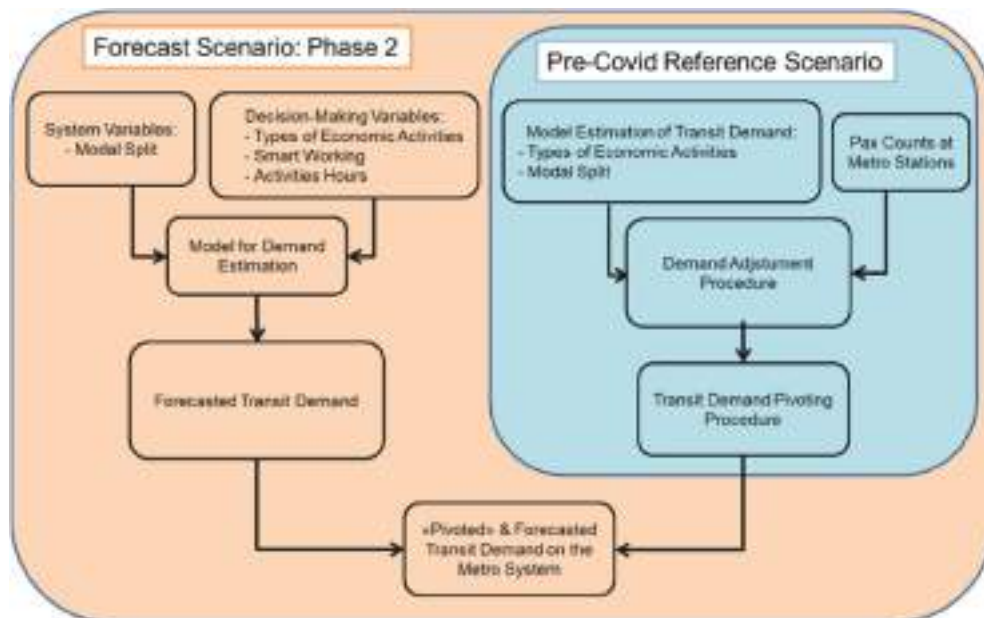 Forecast Scenario: Phase 2
Pre-Covid Reference Scenario
System Variables:
- Modal Split
Decision-Making Variables:
- Types of Economic Activities
- Smart Working
- Activities Hours
Model Estimation of Transit Demand:
- Types of Economic Activities
- Modal Split
Pax Counts at
Metro Stations
Model for Demand
Estimation
Demand Adjstument
Procedure
Forecasted Transit Demand
Transit Demand Pivoting
Procedure
«Pivoted» & Forecasted
Transit Demand on the
Metro System